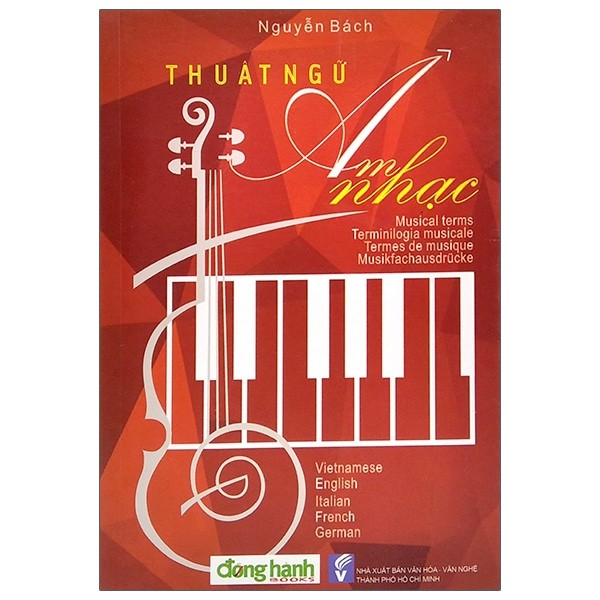 Nguyễn Bách
THUẬT NGỮ
Âm
nhạc
Musical terms
Terminilogia musicale
Termes de musique
Musikfachausdrücke
Vietnamese
English
Italian
French
German
đồng hành
BOOKS
NHÀ XUẤT BẢN VĂN HÓA - VĂN NGHỆ
THÀNH PHỐ HỒ CHÍ MINH